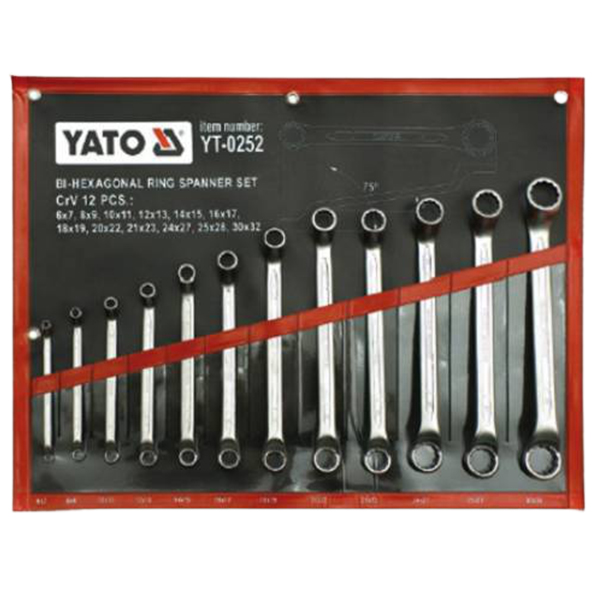 YATO
item number:
YT-0252
BI-HEXAGONAL RING SPANNER SET
CrV 12 PCS.:
6x7, 8x9, 10x11, 12x13, 14x15, 16x17,
18x19, 20x22, 21x23, 24x27, 25x28, 30x32
75°